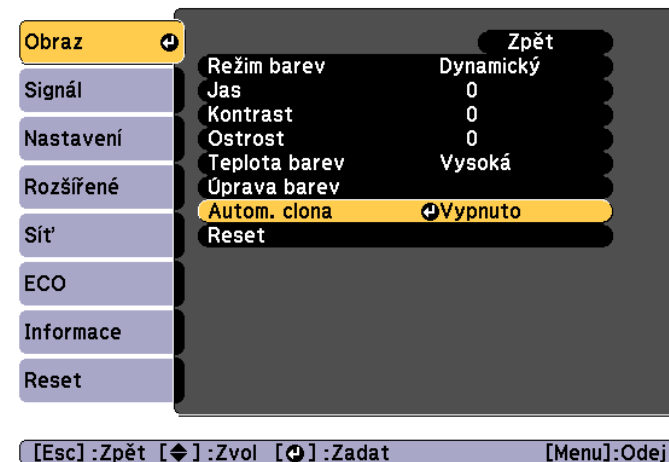 Obraz
Signál
Nastavení
Rozšířené
Síť
ECO
Informace
Reset
Zpět
Režim barev Dynamický
Jas 0
Kontrast 0
Ostrost 0
Teplota barev Vysoká
Úprava barev
Autom. clona Vypnuto
Reset
[Esc]:Zpět [ ]:Zvol [ ]:Zadat [Menu]:Odej